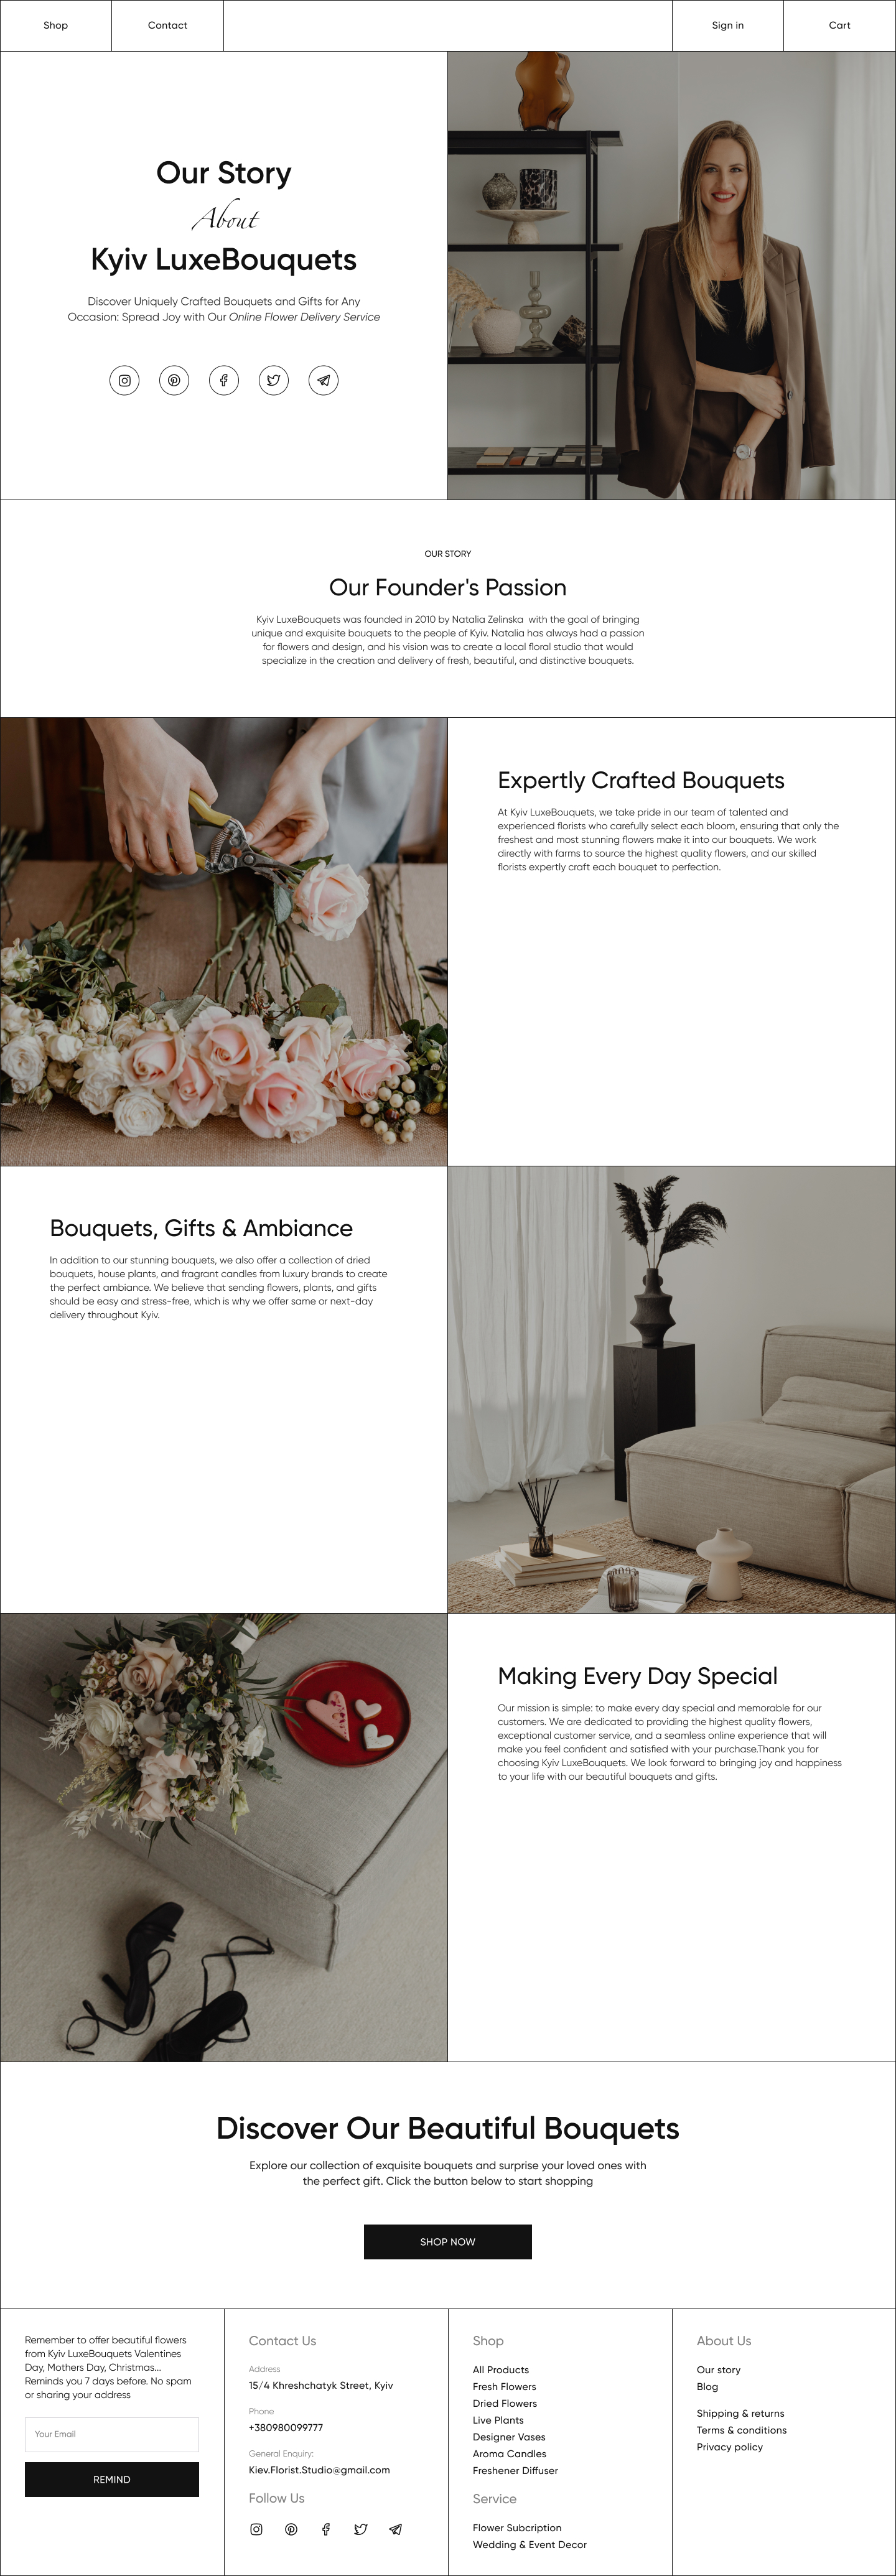 Shop
Contact
Sign in
Cart
Our Story
About
Kyiv LuxeBouquets
Discover Uniquely Crafted Bouquets and Gifts for Any
Occasion: Spread Joy with Our Online Flower Delivery Service
OUR STORY
Our Founder's Passion
Kyiv LuxeBouquets was founded in 2010 by Natalia Zelinska  with the goal of bringing
unique and exquisite bouquets to the people of Kyiv. Natalia has always had a passion
for flowers and design, and his vision was to create a local floral studio that would
specialize in the creation and delivery of fresh, beautiful, and distinctive bouquets.
Expertly Crafted Bouquets
At Kyiv LuxeBouquets, we take pride in our team of talented and
experienced florists who carefully select each bloom, ensuring that only the
freshest and most stunning flowers make it into our bouquets. We work
directly with farms to source the highest quality flowers, and our skilled
florists expertly craft each bouquet to perfection.
Bouquets, Gifts & Ambiance
In addition to our stunning bouquets, we also offer a collection of dried
bouquets, house plants, and fragrant candles from luxury brands to create
the perfect ambiance. We believe that sending flowers, plants, and gifts
should be easy and stress-free, which is why we offer same or next-day
delivery throughout Kyiv.
Making Every Day Special
Our mission is simple: to make every day special and memorable for our
customers. We are dedicated to providing the highest quality flowers,
exceptional customer service, and a seamless online experience that will
make you feel confident and satisfied with your purchase.Thank you for
choosing Kyiv LuxeBouquets. We look forward to bringing joy and happiness
to your life with our beautiful bouquets and gifts.
Discover Our Beautiful Bouquets
Explore our collection of exquisite bouquets and surprise your loved ones with
the perfect gift. Click the button below to start shopping
SHOP NOW
Remember to offer beautiful flowers
from Kyiv LuxeBouquets Valentines
Day, Mothers Day, Christmas...
Reminds you 7 days before. No spam
or sharing your address
Your Email
REMIND
Contact Us
Address
15/4 Khreshchatyk Street, Kyiv
Phone
+380980099777
General Enquiry:
Kiev.Florist.Studio@gmail.com
Follow Us
Shop
All Products
Fresh Flowers
Dried Flowers
Live Plants
Designer Vases
Aroma Candles
Freshener Diffuser
Service
Flower Subcription
Wedding & Event Decor
About Us
Our story
Blog
Shipping & returns
Terms & conditions
Privacy policy